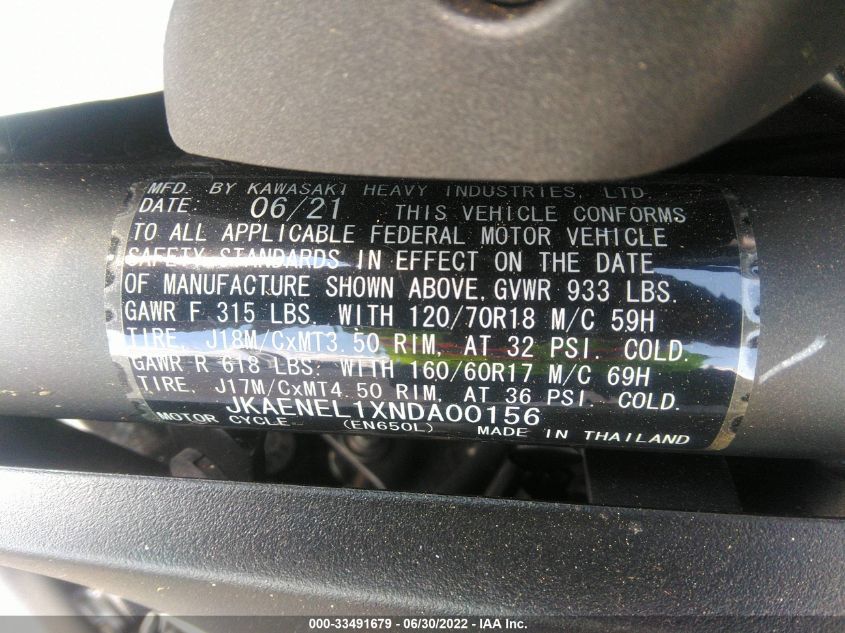 MFD. BY KAWASAKI HEAVY INDUSTRIES, LTD
DATE: 06/21 THIS VEHICLE CONFORMS
TO ALL APPLICABLE FEDERAL MOTOR VEHICLE
SAFETY STANDARDS IN EFFECT ON THE DATE
OF MANUFACTURE SHOWN ABOVE. GVWR 933 LBS.
GAWR F 315 LBS. WITH 120/70R18 M/C 59H
TIRE, J18M/CxMT3.50 RIM, AT 32 PSI. COLD.
GAWR R 618 LBS. WITH 160/60R17 M/C 69H
TIRE, J17M/CxMT4.50 RIM, AT 36 PSI. COLD.
JKAENEL1XNDA00156
MOTOR CYCLE (EN650L) MADE IN THAILAND
000-33491679 - 06/30/2022 - IAA Inc.